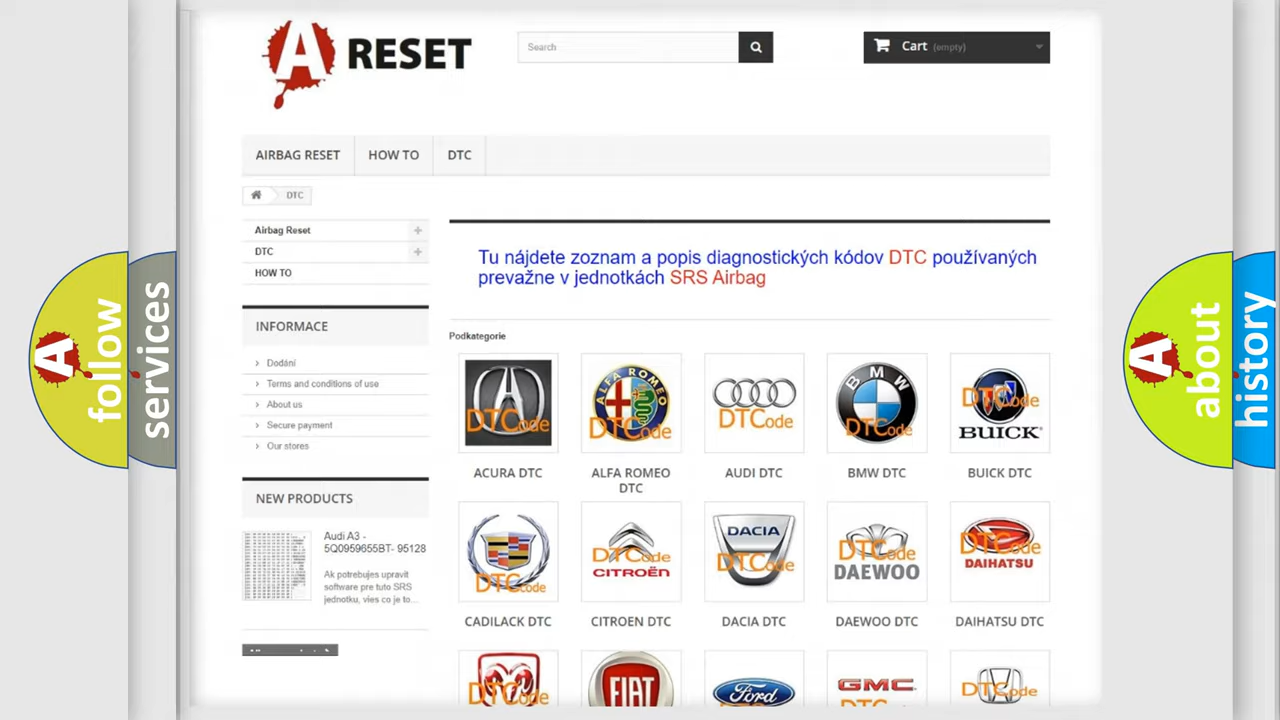 A RESET
Search
Cart (empty)
AIRBAG RESET
HOW TO
DTC
DTC
Airbag Reset
DTC
HOW TO
INFORMACE
Dodání
Terms and conditions of use
About us
Secure payment
Our stores
NEW PRODUCTS
Audi A3 -
5Q0959655BT- 95128
Ak potrebujes upravit
software pre tuto SRS
jednotku, vies co je to...
Tu nájdete zoznam a popis diagnostických kódov DTC používaných
prevažne v jednotkách SRS Airbag
Podkategorie
DTCode
ALFA ROMEO
DTCode
DTCode
BMW
DTCode
DTCode
BUICK
ACURA DTC
ALFA ROMEO
DTC
AUDI DTC
BMW DTC
BUICK DTC
DTCode
DTCode
CITROËN
DACIA
DTCode
DTCode
DAEWOO
DTCode
DAIHATSU
CADILACK DTC
CITROEN DTC
DACIA DTC
DAEWOO DTC
DAIHATSU DTC
DTCode
FIAT
Ford
GMC
DTCode
A follow
services
A about
history